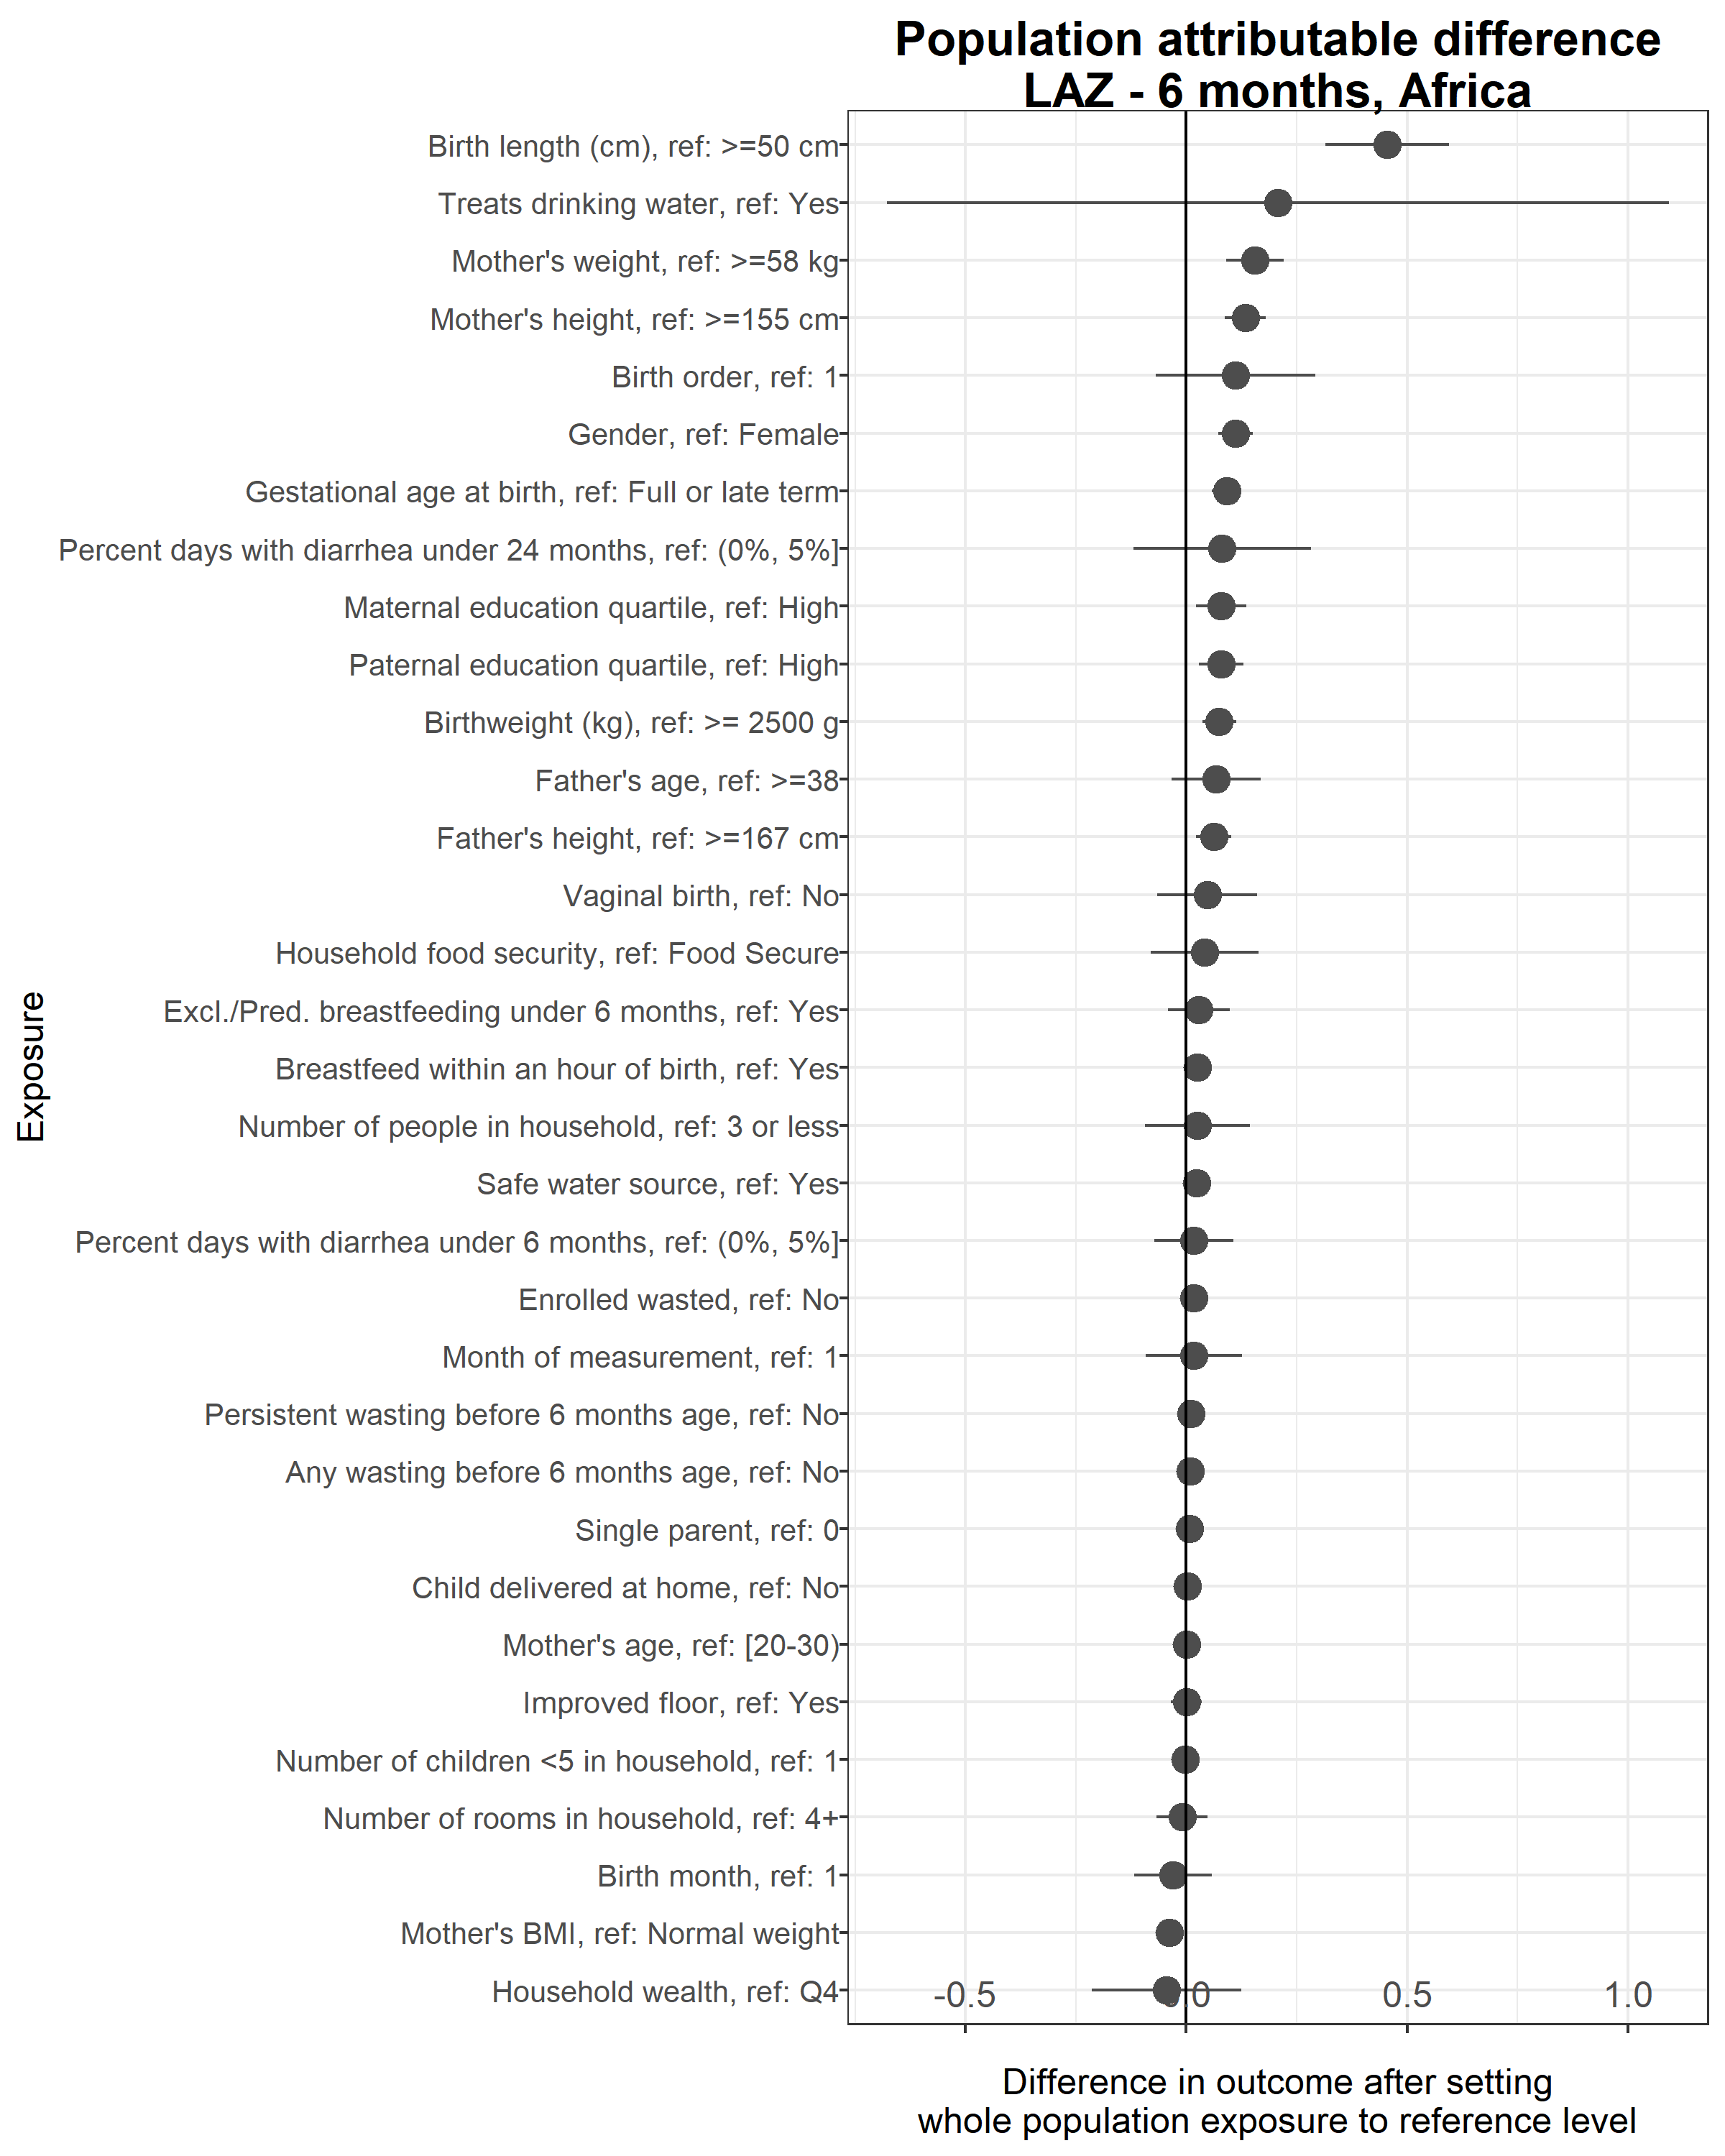 Population attributable difference
LAZ - 6 months, Africa
Birth length (cm), ref: >=50 cm
Treats drinking water, ref: Yes
Mother's weight, ref: >=58 kg
Mother's height, ref: >=155 cm
Birth order, ref: 1
Gender, ref: Female
Gestational age at birth, ref: Full or late term
Percent days with diarrhea under 24 months, ref: (0%, 5%]
Maternal education quartile, ref: High
Paternal education quartile, ref: High
Birthweight (kg), ref: >= 2500 g
Father's age, ref: >=38
Father's height, ref: >=167 cm
Vaginal birth, ref: No
Household food security, ref: Food Secure
Excl./Pred. breastfeeding under 6 months, ref: Yes
Breastfeed within an hour of birth, ref: Yes
Number of people in household, ref: 3 or less
Safe water source, ref: Yes
Percent days with diarrhea under 6 months, ref: (0%, 5%]
Enrolled wasted, ref: No
Month of measurement, ref: 1
Persistent wasting before 6 months age, ref: No
Any wasting before 6 months age, ref: No
Single parent, ref: 0
Child delivered at home, ref: No
Mother's age, ref: [20-30)
Improved floor, ref: Yes
Number of children <5 in household, ref: 1
Number of rooms in household, ref: 4+
Birth month, ref: 1
Mother's BMI, ref: Normal weight
Household wealth, ref: Q4
Exposure
-0.5 0.0 0.5 1.0
Difference in outcome after setting
whole population exposure to reference level